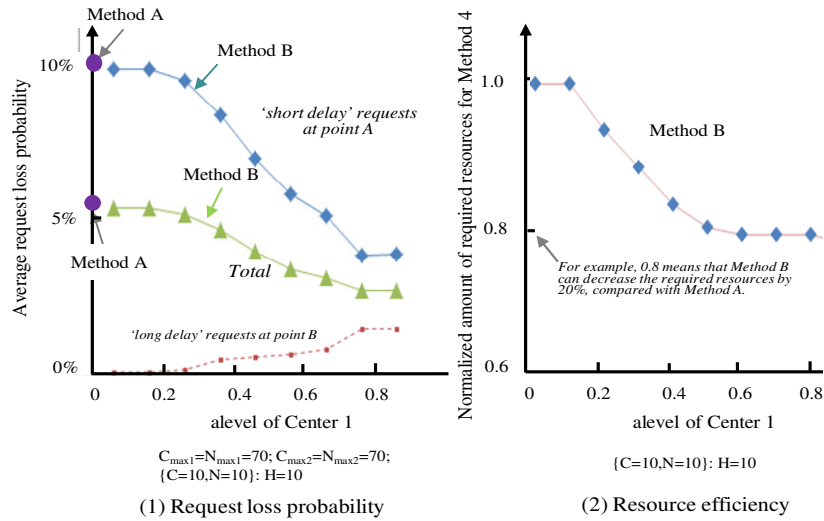 Average request loss probability
Method A
10%
Method B
‘short delay’ requests
at point A
Method B
5%
Method A
Total
‘long delay’ requests at point B
0%
0
0.2
0.4
0.6
0.8
alevel of Center 1
Cmax1=Nmax1=70; Cmax2=Nmax2=70;
{C=10,N=10}: H=10
(1) Request loss probability
Normalized amount of required resources for Method 4
1.0
Method B
0.8
For example, 0.8 means that Method B
can decrease the required resources by
20%, compared with Method A.
0.6
0
0.2
0.4
0.6
0.8
alevel of Center 1
{C=10,N=10}: H=10
(2) Resource efficiency